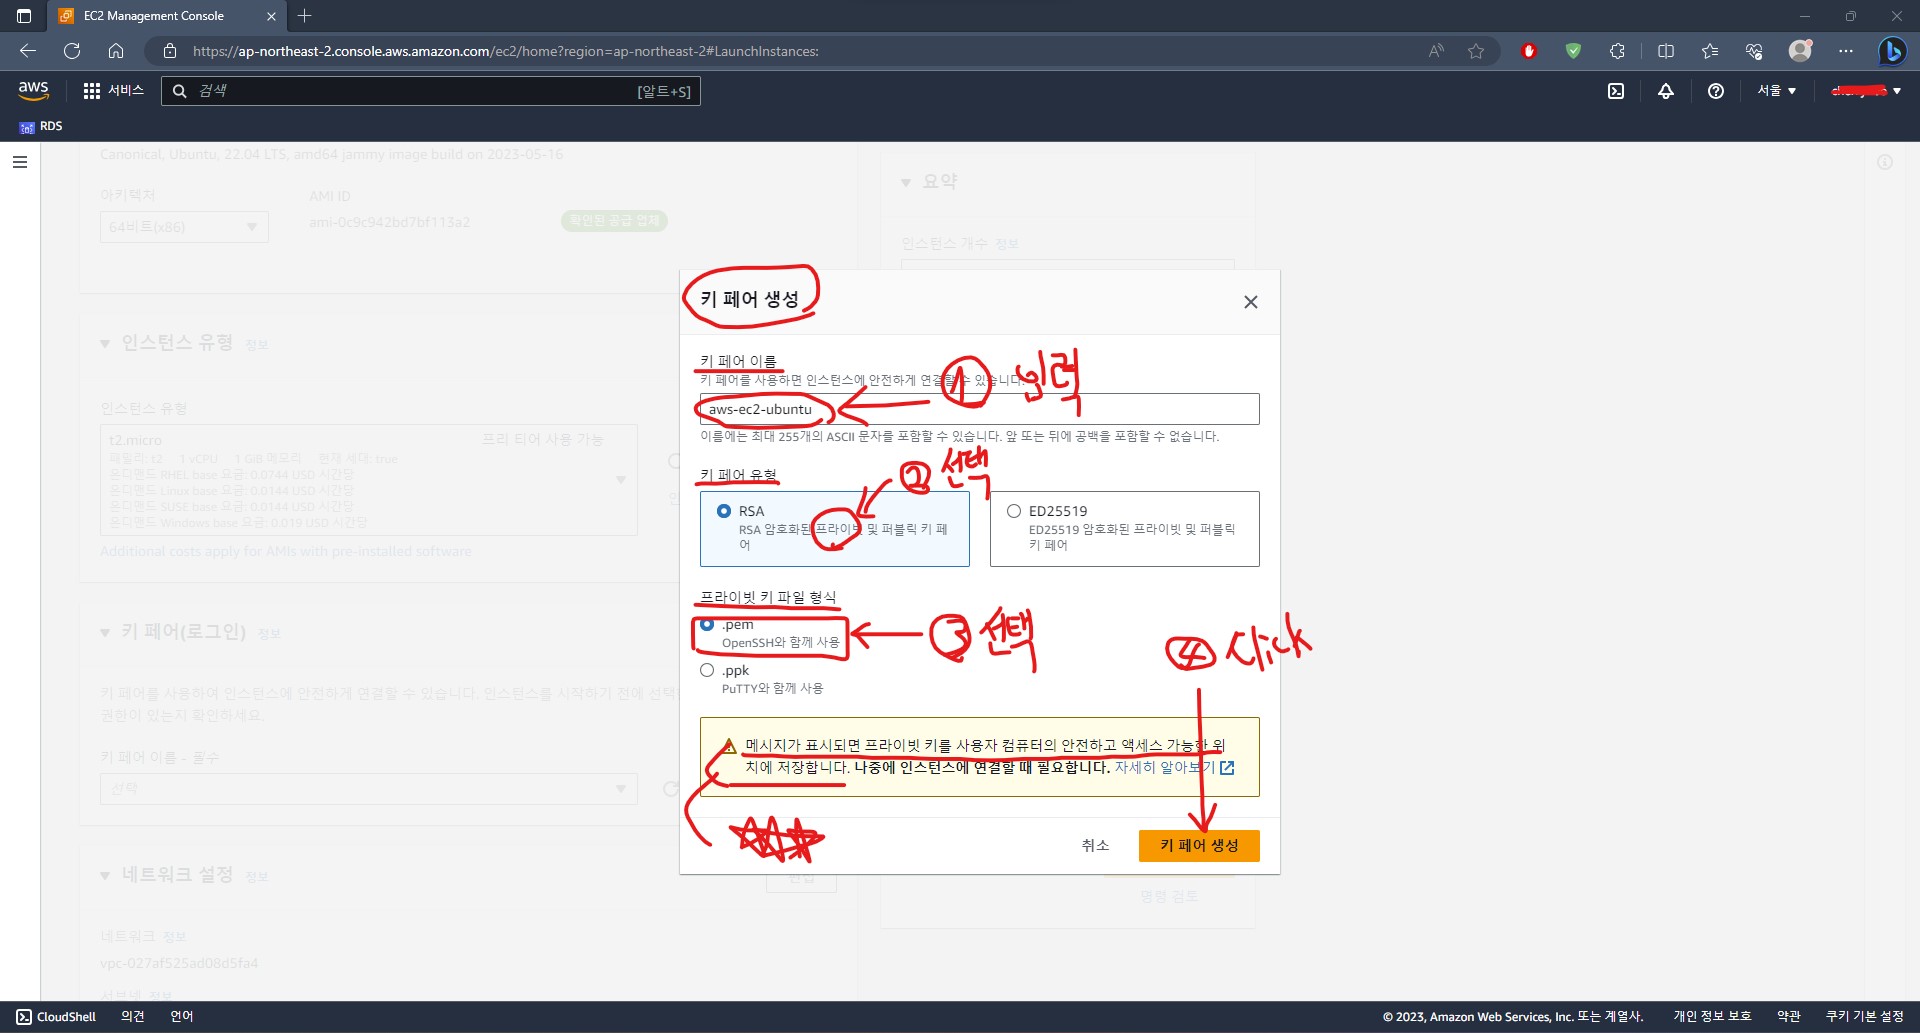 EC2 Management Console
https://ap-northeast-2.console.aws.amazon.com/ec2/home?region=ap-northeast-2#LaunchInstances:
aws
서비스
검색
[알트+S]
서울
RDS
Canonical, Ubuntu, 22.04 LTS, amd64 jammy image build on 2023-05-16
아키텍처
AMI ID
64비트(x86)
ami-0c9c942bd7bf113a2
확인된 공급 업체
요약
인스턴스 개수 정보
인스턴스 유형 정보
인스턴스 유형
t2.micro
프리 티어 사용 가능
패밀리: t2 1 vCPU 1 GiB 메모리 현재 세대: true
온디맨드 RHEL base 요금: 0.0744 USD 시간당
온디맨드 Linux base 요금: 0.0144 USD 시간당
온디맨드 SUSE base 요금: 0.0144 USD 시간당
온디맨드 Windows base 요금: 0.019 USD 시간당
Additional costs apply for AMIs with pre-installed software
키 페어(로그인) 정보
키 페어를 사용하여 인스턴스에 안전하게 연결할 수 있습니다. 인스턴스를 시작하기 전에 선택
권한이 있는지 확인하세요.
키 페어 이름 - 필수
선택
네트워크 설정 정보
편집
네트워크 정보
vpc-027af525ad08d5fa4
서브넷 정보
명령 검토
키 페어 생성
키 페어 이름
키 페어를 사용하면 인스턴스에 안전하게 연결할 수 있습니다.
① 입력
aws-ec2-ubuntu
이름에는 최대 255개의 ASCII 문자를 포함할 수 있습니다. 앞 또는 뒤에 공백을 포함할 수 없습니다.
키 페어 유형
② 선택
RSA
RSA 암호화된 프라이빗 및 퍼블릭 키 페
어
ED25519
ED25519 암호화된 프라이빗 및 퍼블릭
키 페어
프라이빗 키 파일 형식
.pem
OpenSSH와 함께 사용
③ 선택
.ppk
PuTTY와 함께 사용
④ click
메시지가 표시되면 프라이빗 키를 사용자 컴퓨터의 안전하고 액세스 가능한 위
치에 저장합니다. 나중에 인스턴스에 연결할 때 필요합니다. 자세히 알아보기
취소
키 페어 생성
CloudShell
의견
언어
© 2023, Amazon Web Services, Inc. 또는 계열사.
개인 정보 보호
약관
쿠키 기본 설정